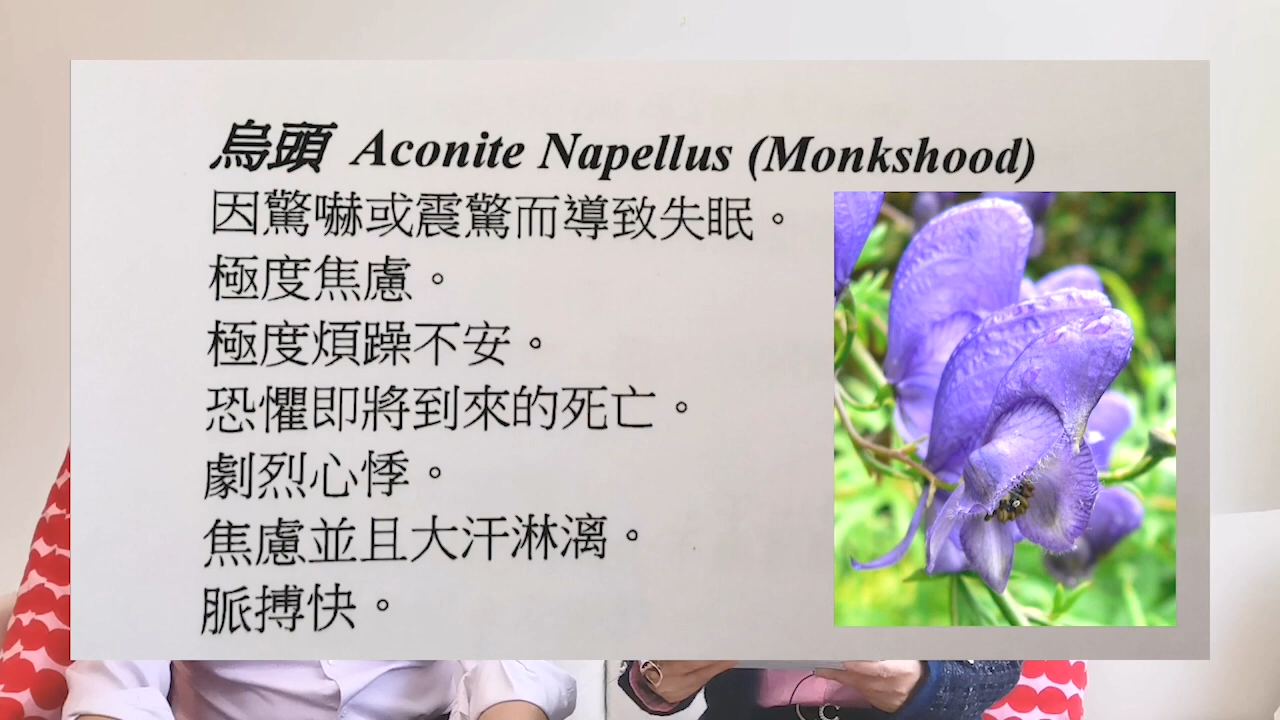 烏頭 Aconite Napellus (Monkshood)
因驚嚇或震驚而導致失眠。
極度焦慮。
極度煩躁不安。
恐懼即將到來的死亡。
劇烈心悸。
焦慮並且大汗淋漓。
脈搏快。